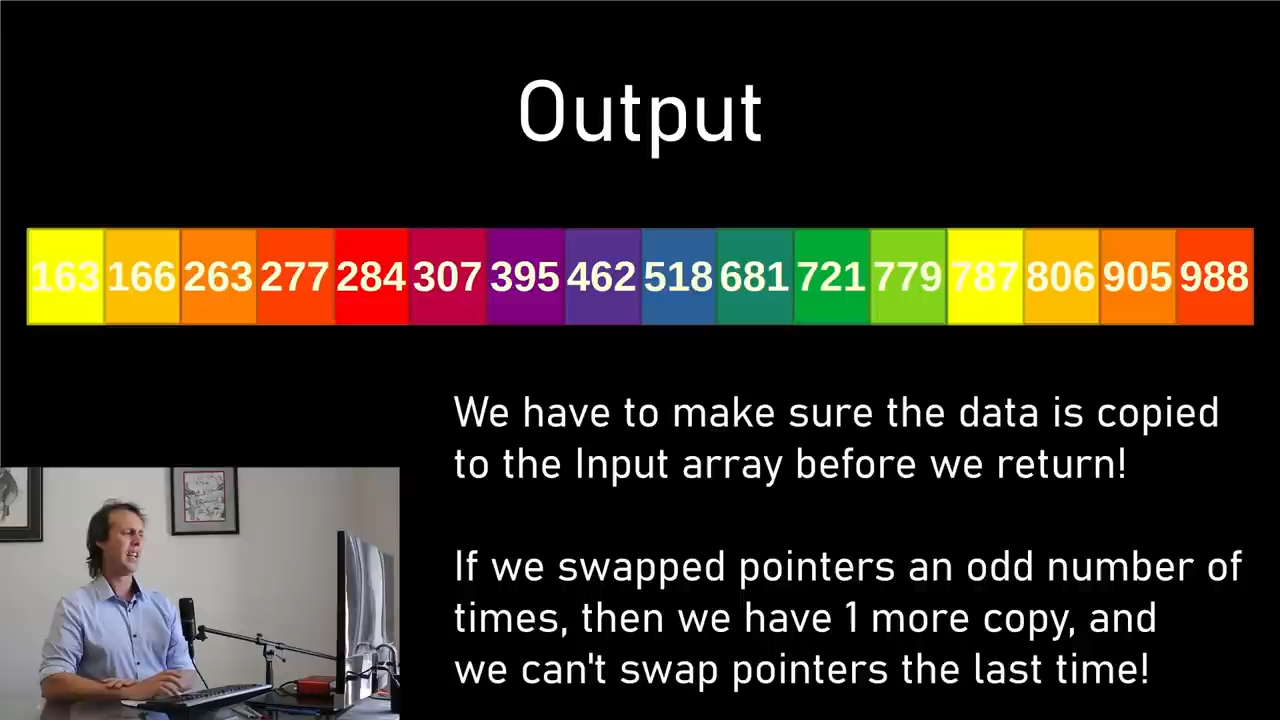 Output
163 166 263 277 284 307 395 462 518 681 721 779 787 806 905 988
We have to make sure the data is copied
to the Input array before we return!
If we swapped pointers an odd number of
times, then we have 1 more copy, and
we can't swap pointers the last time!